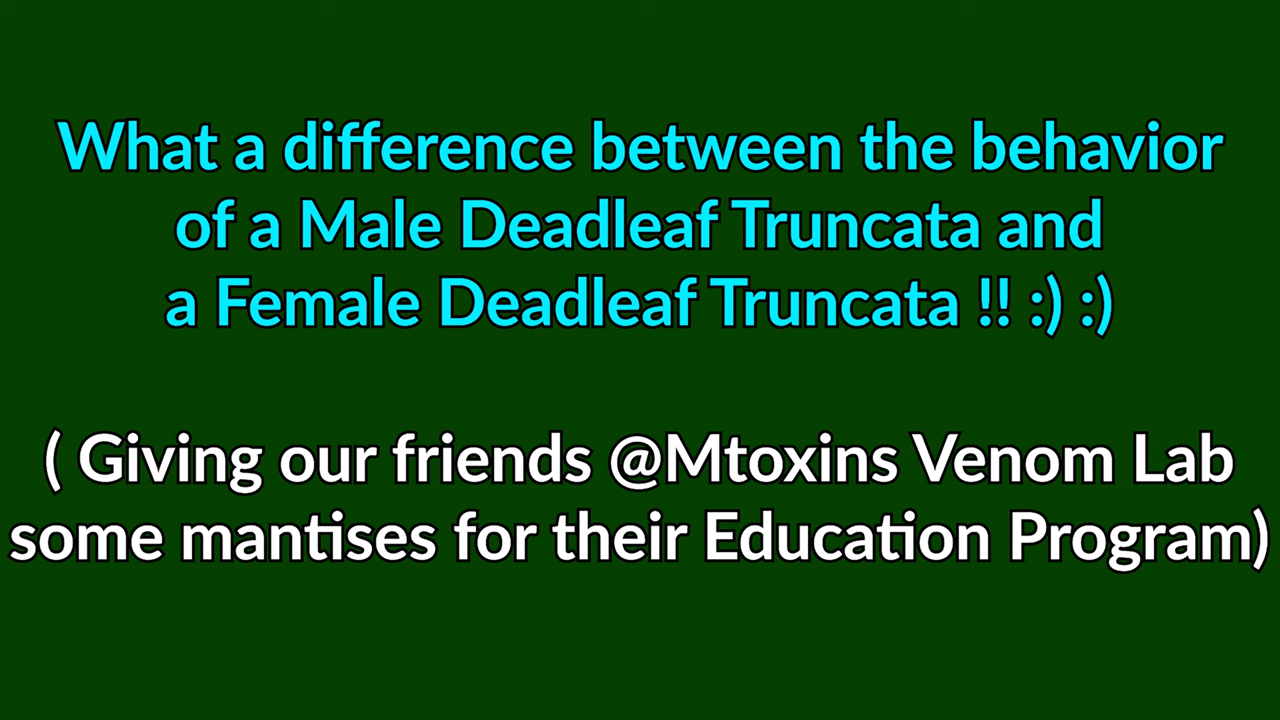 What a difference between the behavior
of a Male Deadleaf Truncata and
a Female Deadleaf Truncata !! :) :)
( Giving our friends @Mtoxins Venom Lab
some mantises for their Education Program)